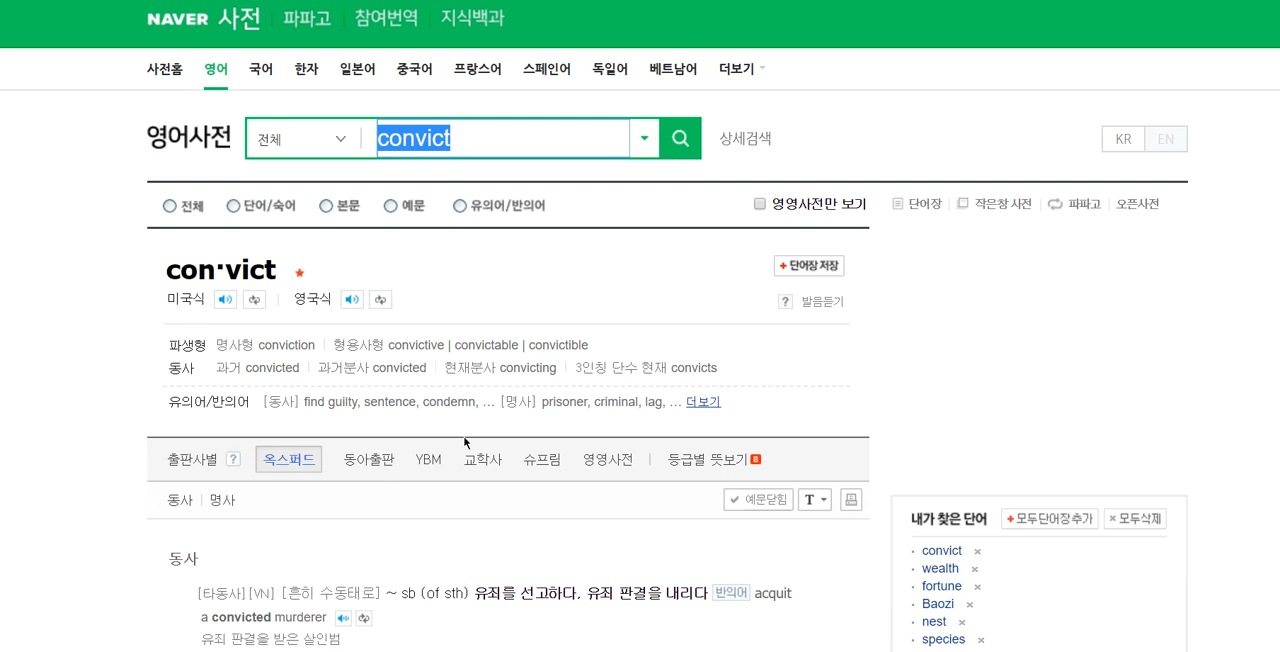 NAVER 사전 파파고 참여번역 지식백과
사전홈 영어 국어 한자 일본어 중국어 프랑스어 스페인어 독일어 베트남어 더보기
영어사전 전체 convict 상세검색 KR EN
전체 단어/숙어 본문 예문 유의어/반의어 영영사전만 보기 단어장 작은창 사전 파파고 오픈사전
con·vict + 단어장 저장
미국식 영국식 ? 발음듣기
파생형 명사형 conviction 형용사형 convictive | convictable | convictible
동사 과거 convicted 과거분사 convicted 현재분사 convicting 3인칭 단수 현재 convicts
유의어/반의어 [동사] find guilty, sentence, condemn, … [명사] prisoner, criminal, lag, … 더보기
출판사별 ? 옥스퍼드 동아출판 YBM 교학사 슈프림 영영사전 등급별 뜻보기
동사 명사 예문닫힘 T
내가 찾은 단어 +모두단어장추가 ×모두삭제
동사
convict
wealth
fortune
Baozi
nest
species
[타동사][VN] [흔히 수동태로] ~ sb (of sth) 유죄를 선고하다, 유죄 판결을 내리다 반의어 acquit
a convicted murderer
유죄 판결을 받은 살인범